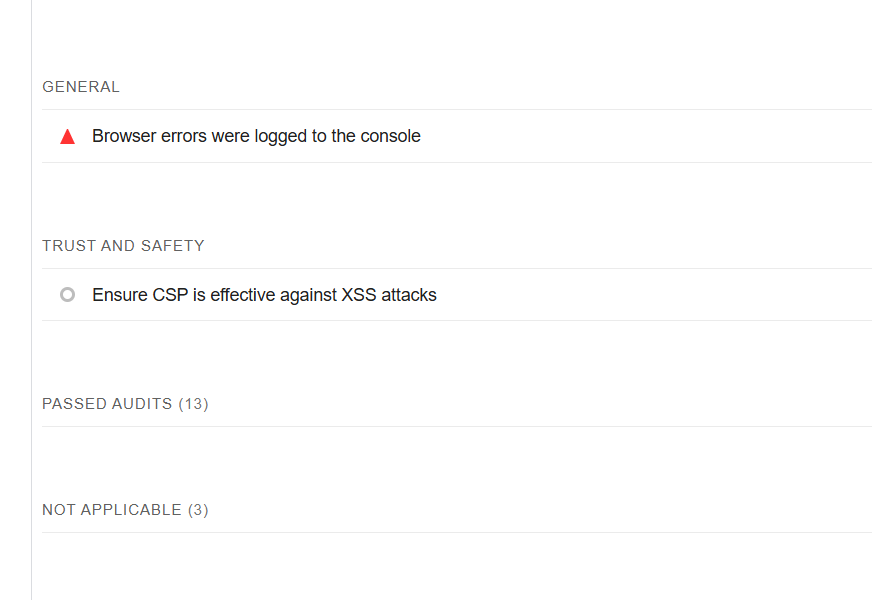 GENERAL
Browser errors were logged to the console
TRUST AND SAFETY
Ensure CSP is effective against XSS attacks
PASSED AUDITS (13)
NOT APPLICABLE (3)